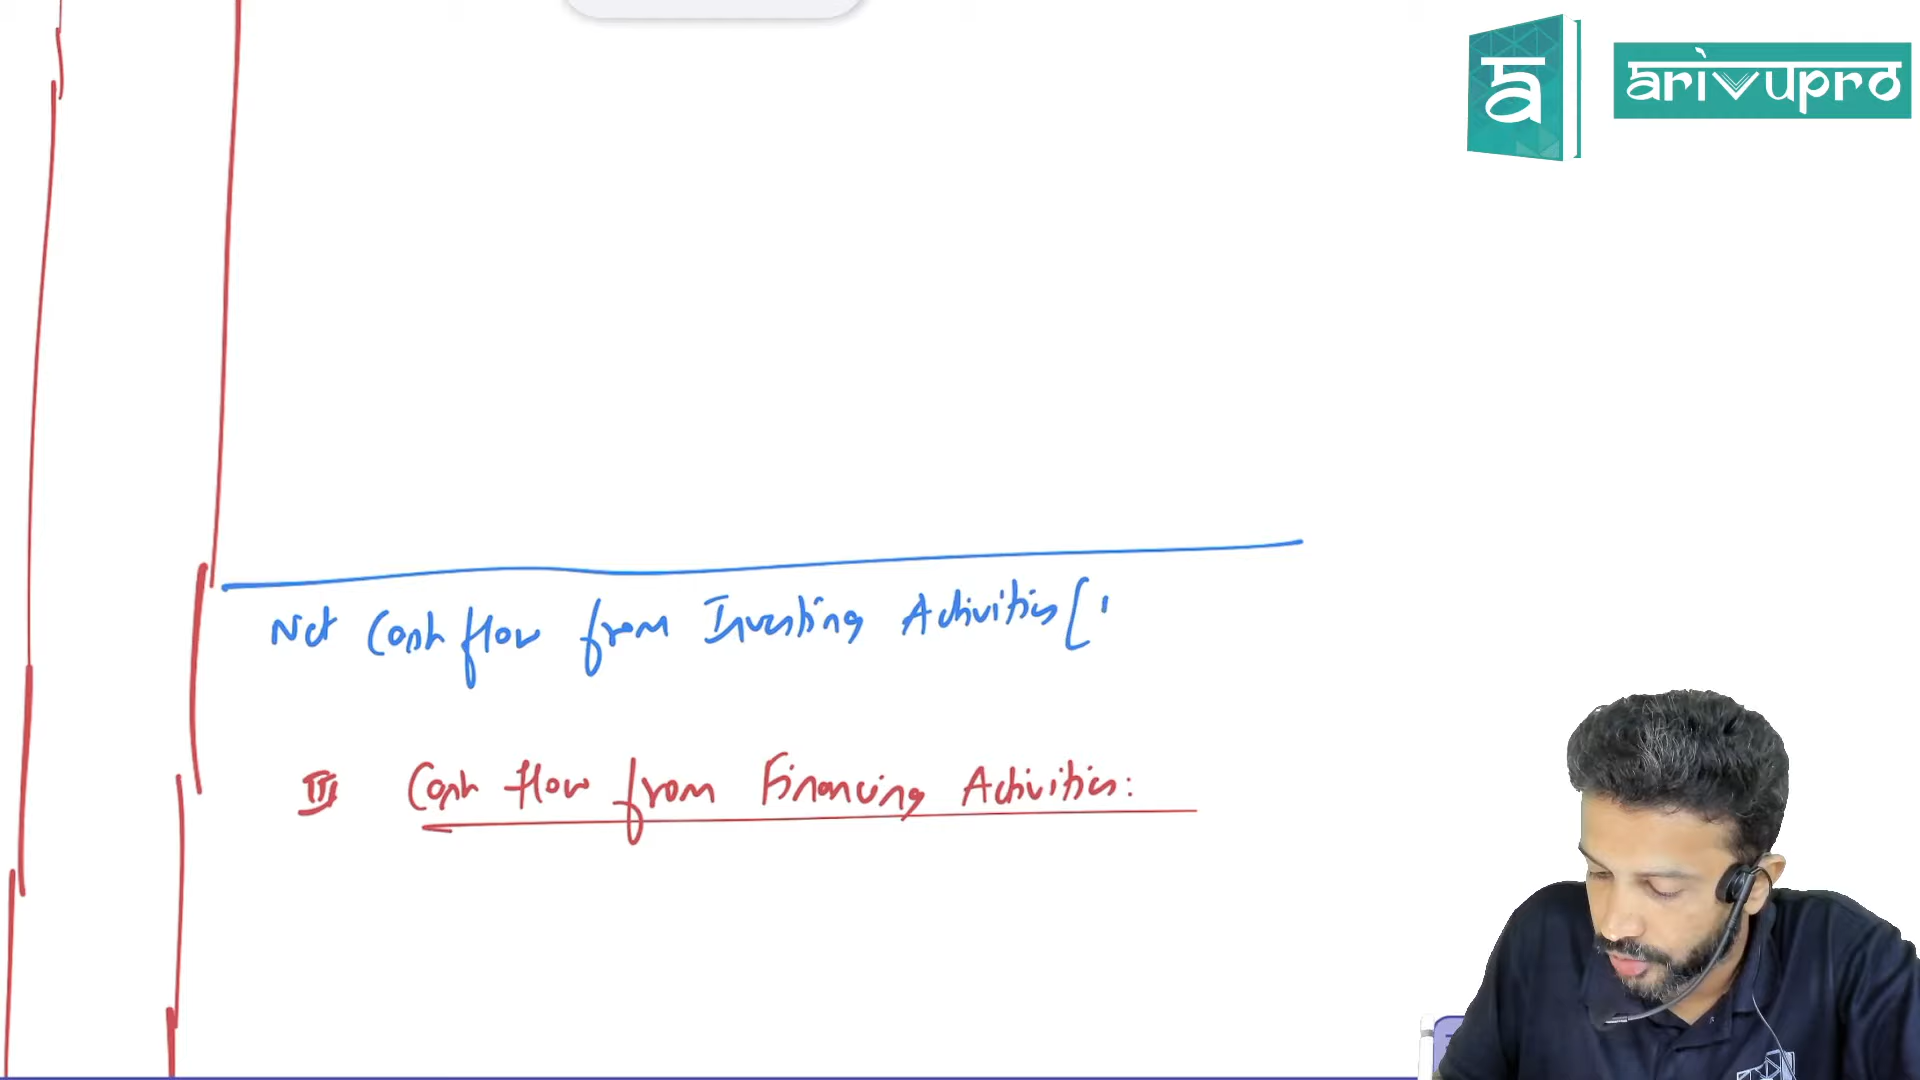 a arivupro
Net Cash flow from Investing Activities [
III Cash flow from Financing Activities: